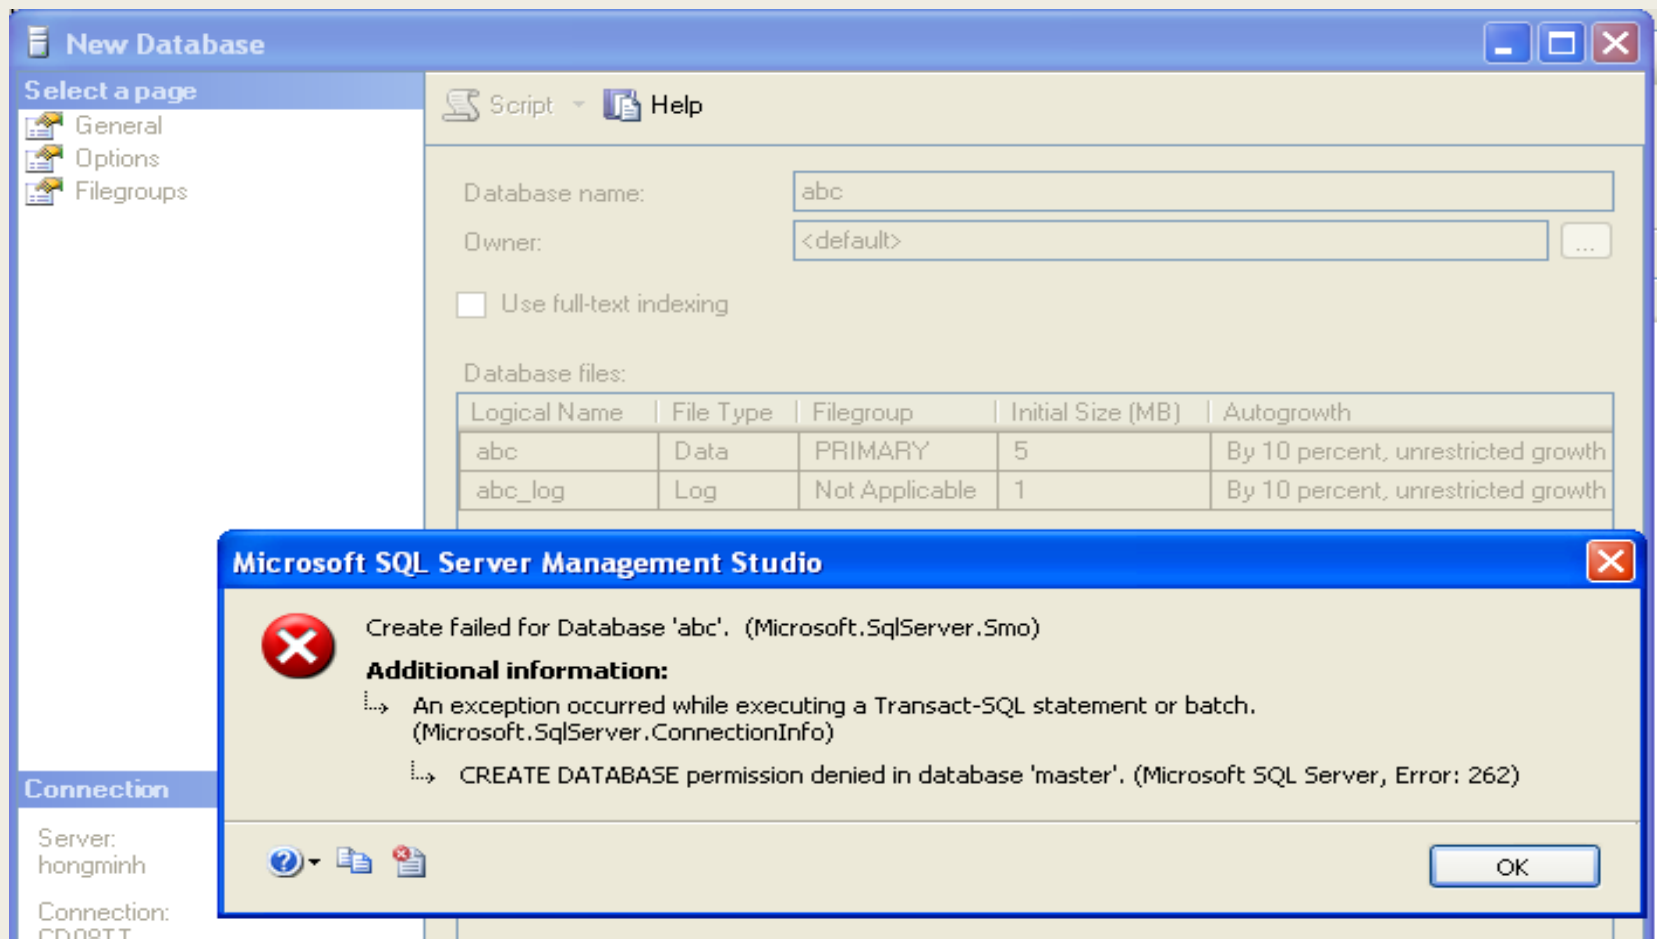 New Database
Select a page
General
Options
Filegroups
Script
Help
Database name:
abc
Owner:
<default>
...
Use full-text indexing
Database files:
Logical Name File Type Filegroup Initial Size (MB) Autogrowth
abc Data PRIMARY 5 By 10 percent, unrestricted growth
abc_log Log Not Applicable 1 By 10 percent, unrestricted growth
Microsoft SQL Server Management Studio
Create failed for Database 'abc'. (Microsoft.SqlServer.Smo)
Additional information:
An exception occurred while executing a Transact-SQL statement or batch.
(Microsoft.SqlServer.ConnectionInfo)
CREATE DATABASE permission denied in database 'master'. (Microsoft SQL Server, Error: 262)
OK
Connection
Server:
hongminh
Connection: